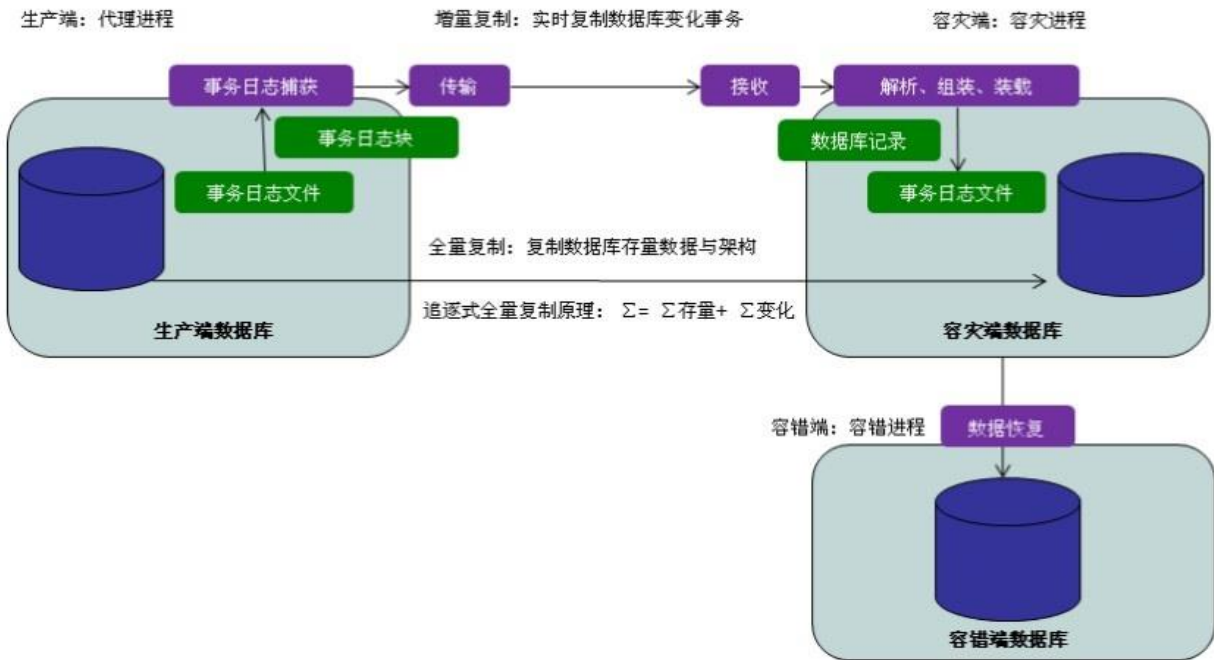 生产端：代理进程
增量复制：实时复制数据库变化事务
容灾端：容灾进程
事务日志捕获
传输
接收
解析、组装、装载
事务日志块
数据库记录
事务日志文件
事务日志文件
全量复制：复制数据库存量数据与架构
追逐式全量复制原理：Σ= Σ存量+ Σ变化
生产端数据库
容灾端数据库
容错端：容错进程
数据恢复
容错端数据库